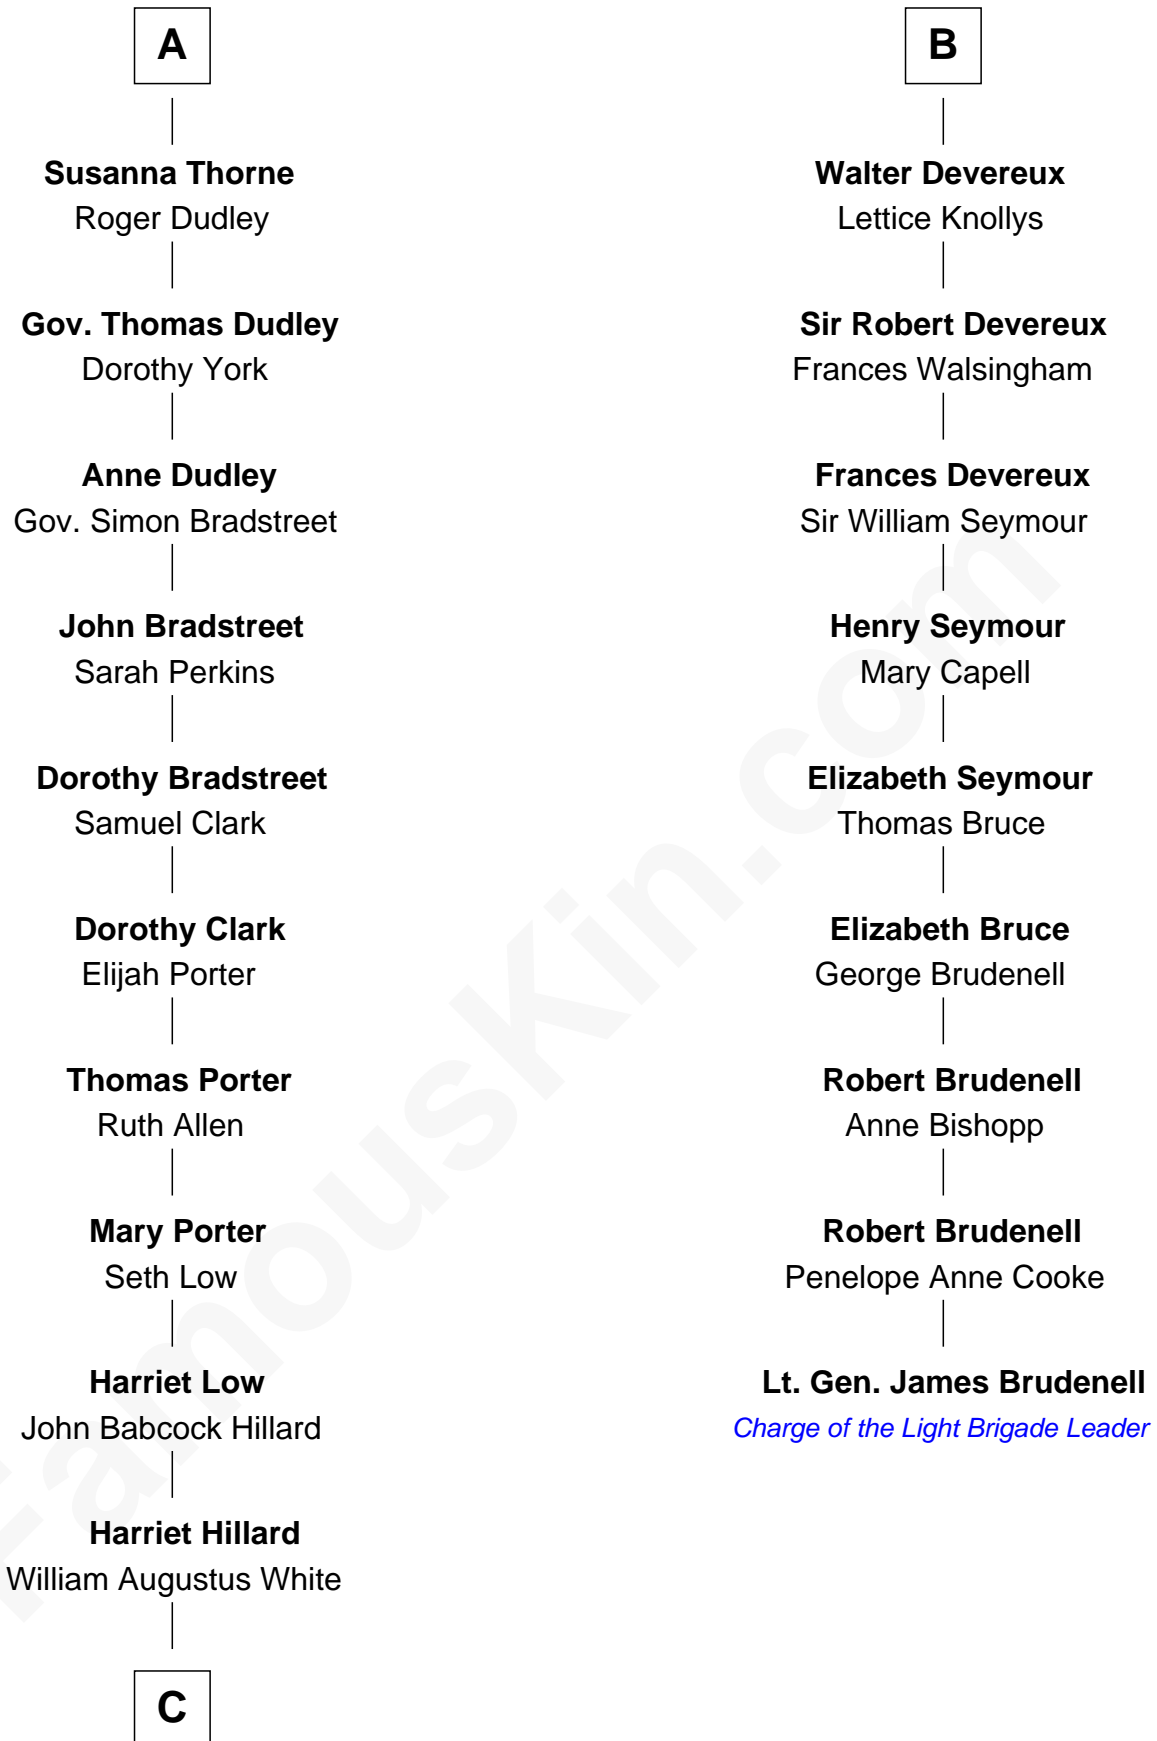 A
Susanna Thorne
Roger Dudley
Gov. Thomas Dudley
Dorothy York
Anne Dudley
Gov. Simon Bradstreet
John Bradstreet
Sarah Perkins
Dorothy Bradstreet
Samuel Clark
Dorothy Clark
Elijah Porter
Thomas Porter
Ruth Allen
Mary Porter
Seth Low
Harriet Low
John Babcock Hillard
Harriet Hillard
William Augustus White
C
B
Walter Devereux
Lettice Knollys
Sir Robert Devereux
Frances Walsingham
Frances Devereux
Sir William Seymour
Henry Seymour
Mary Capell
Elizabeth Seymour
Thomas Bruce
Elizabeth Bruce
George Brudenell
Robert Brudenell
Anne Bishopp
Robert Brudenell
Penelope Anne Cooke
Lt. Gen. James Brudenell
Charge of the Light Brigade Leader
FamousKin.com